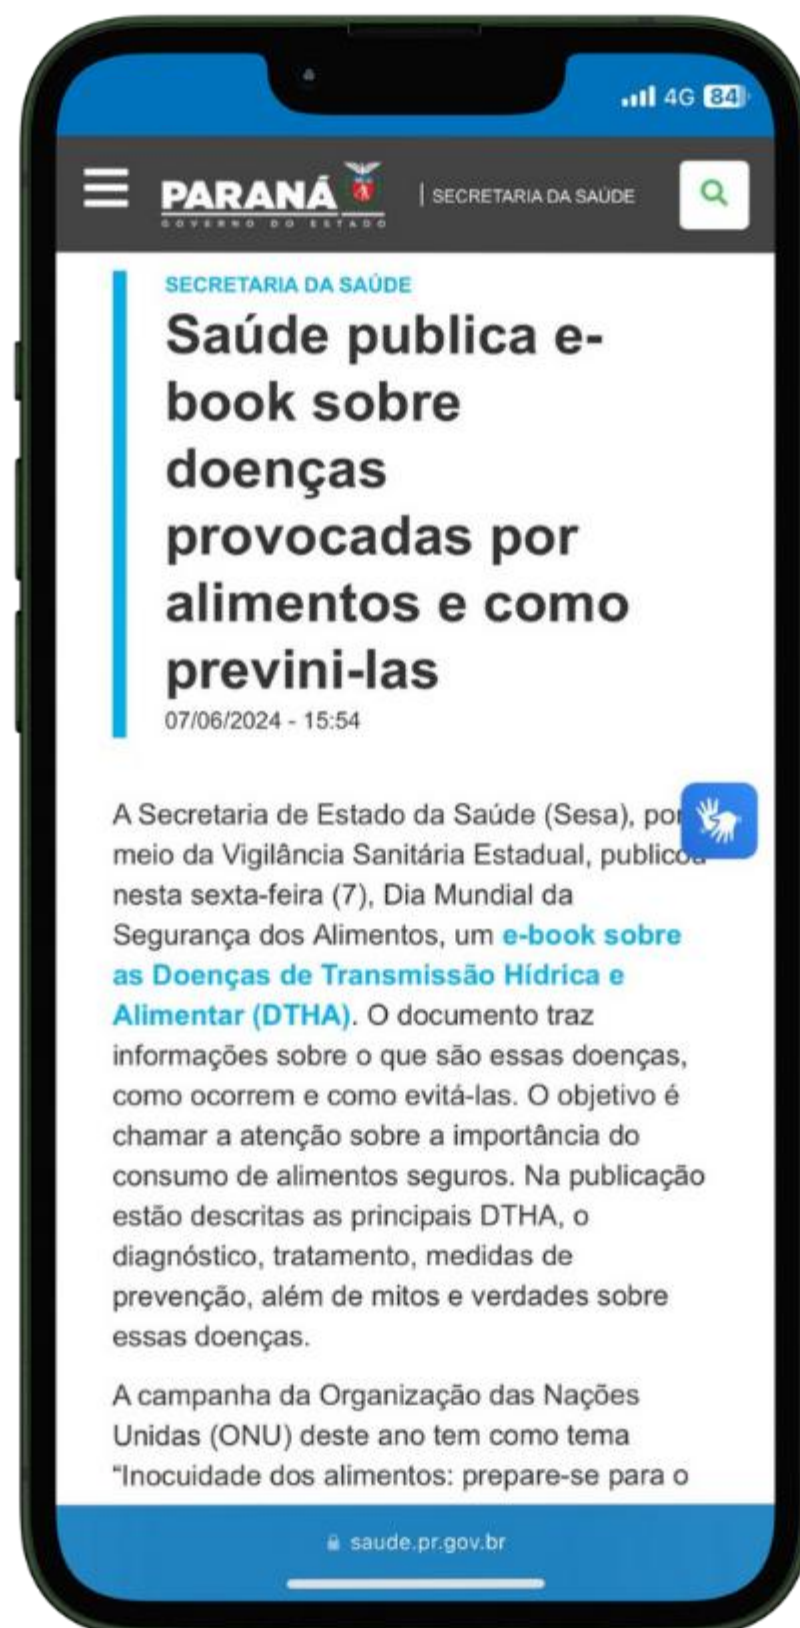 4G 84
PARANÁ
GOVERNO DO ESTADO
SECRETARIA DA SAÚDE
SECRETARIA DA SAÚDE
Saúde publica e-
book sobre
doenças
provocadas por
alimentos e como
previni-las
07/06/2024 - 15:54
A Secretaria de Estado da Saúde (Sesa), por
meio da Vigilância Sanitária Estadual, publicou
nesta sexta-feira (7), Dia Mundial da
Segurança dos Alimentos, um e-book sobre
as Doenças de Transmissão Hídrica e
Alimentar (DTHA). O documento traz
informações sobre o que são essas doenças,
como ocorrem e como evitá-las. O objetivo é
chamar a atenção sobre a importância do
consumo de alimentos seguros. Na publicação
estão descritas as principais DTHA, o
diagnóstico, tratamento, medidas de
prevenção, além de mitos e verdades sobre
essas doenças.
A campanha da Organização das Nações
Unidas (ONU) deste ano tem como tema
“Inocuidade dos alimentos: prepare-se para o
saude.pr.gov.br